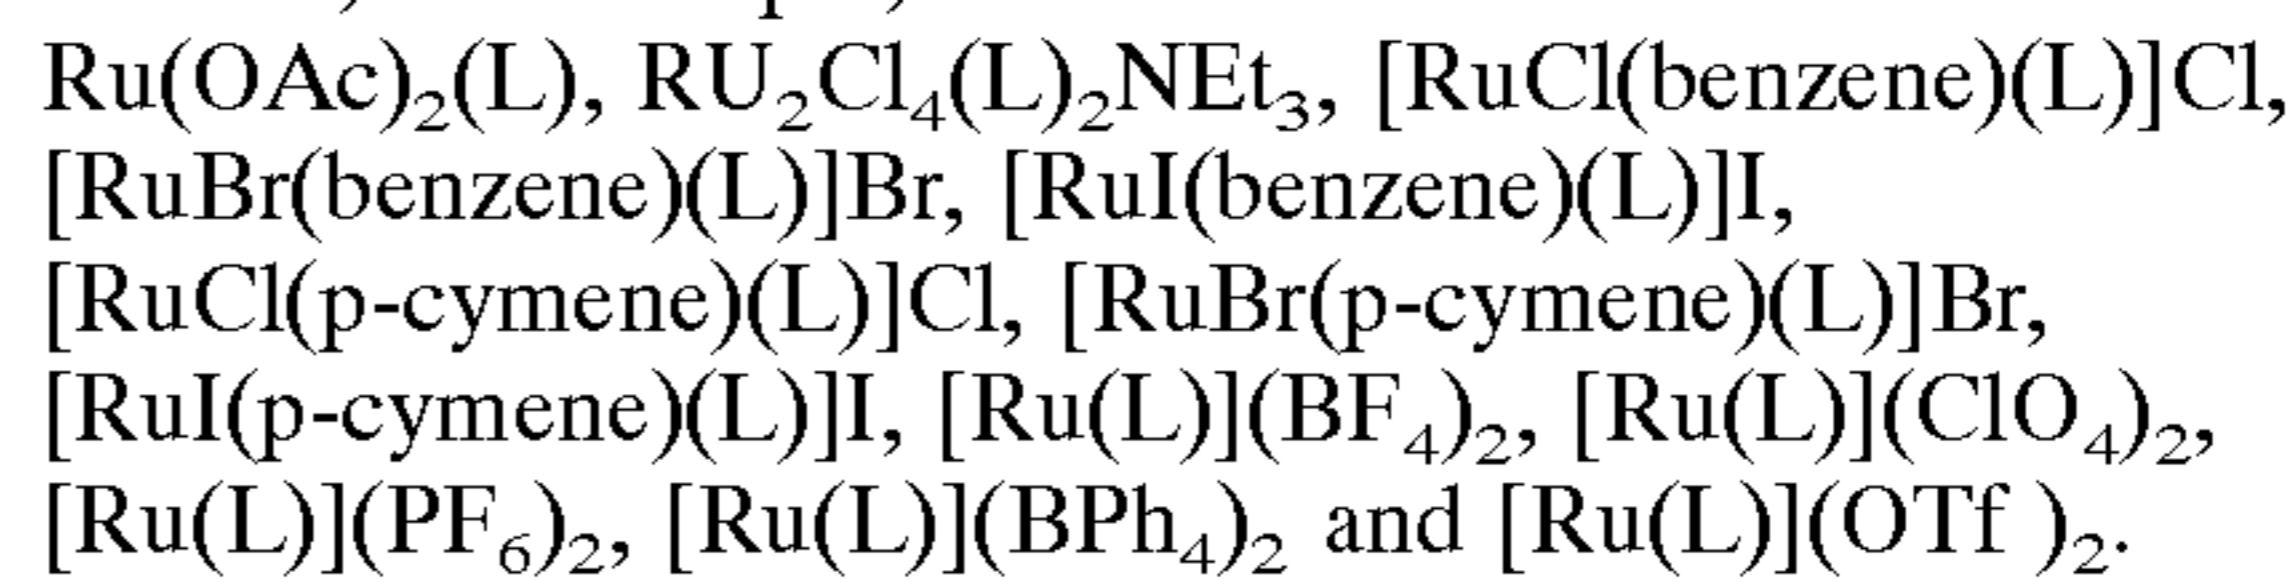 Ru(OAc)₂(L), RU₂Cl₄(L)₂NEt₃, [RuCl(benzene)(L)]Cl,
[RuBr(benzene)(L)]Br, [RuI(benzene)(L)]I,
[RuCl(p-cymene)(L)]Cl, [RuBr(p-cymene)(L)]Br,
[RuI(p-cymene)(L)]I, [Ru(L)](BF₄)₂, [Ru(L)](ClO₄)₂,
[Ru(L)](PF₆)₂, [Ru(L)](BPh₄)₂ and [Ru(L)](OTf )₂.